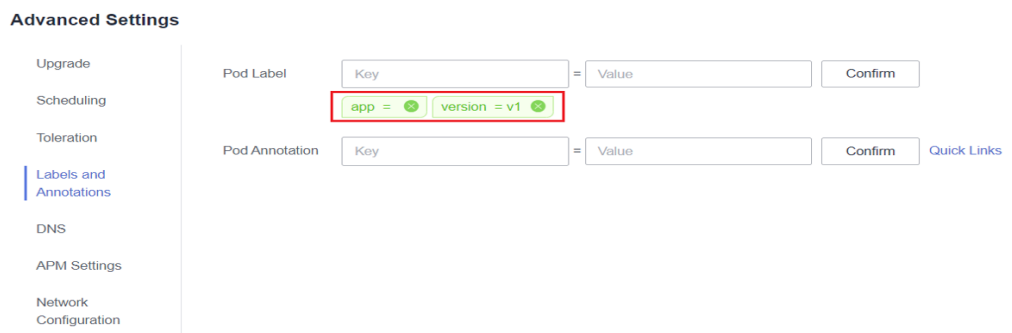 Advanced Settings
Upgrade
Scheduling
Toleration
Labels and
Annotations
DNS
APM Settings
Network
Configuration
Pod Label Key = Value Confirm
app = version = v1
Pod Annotation Key = Value Confirm Quick Links